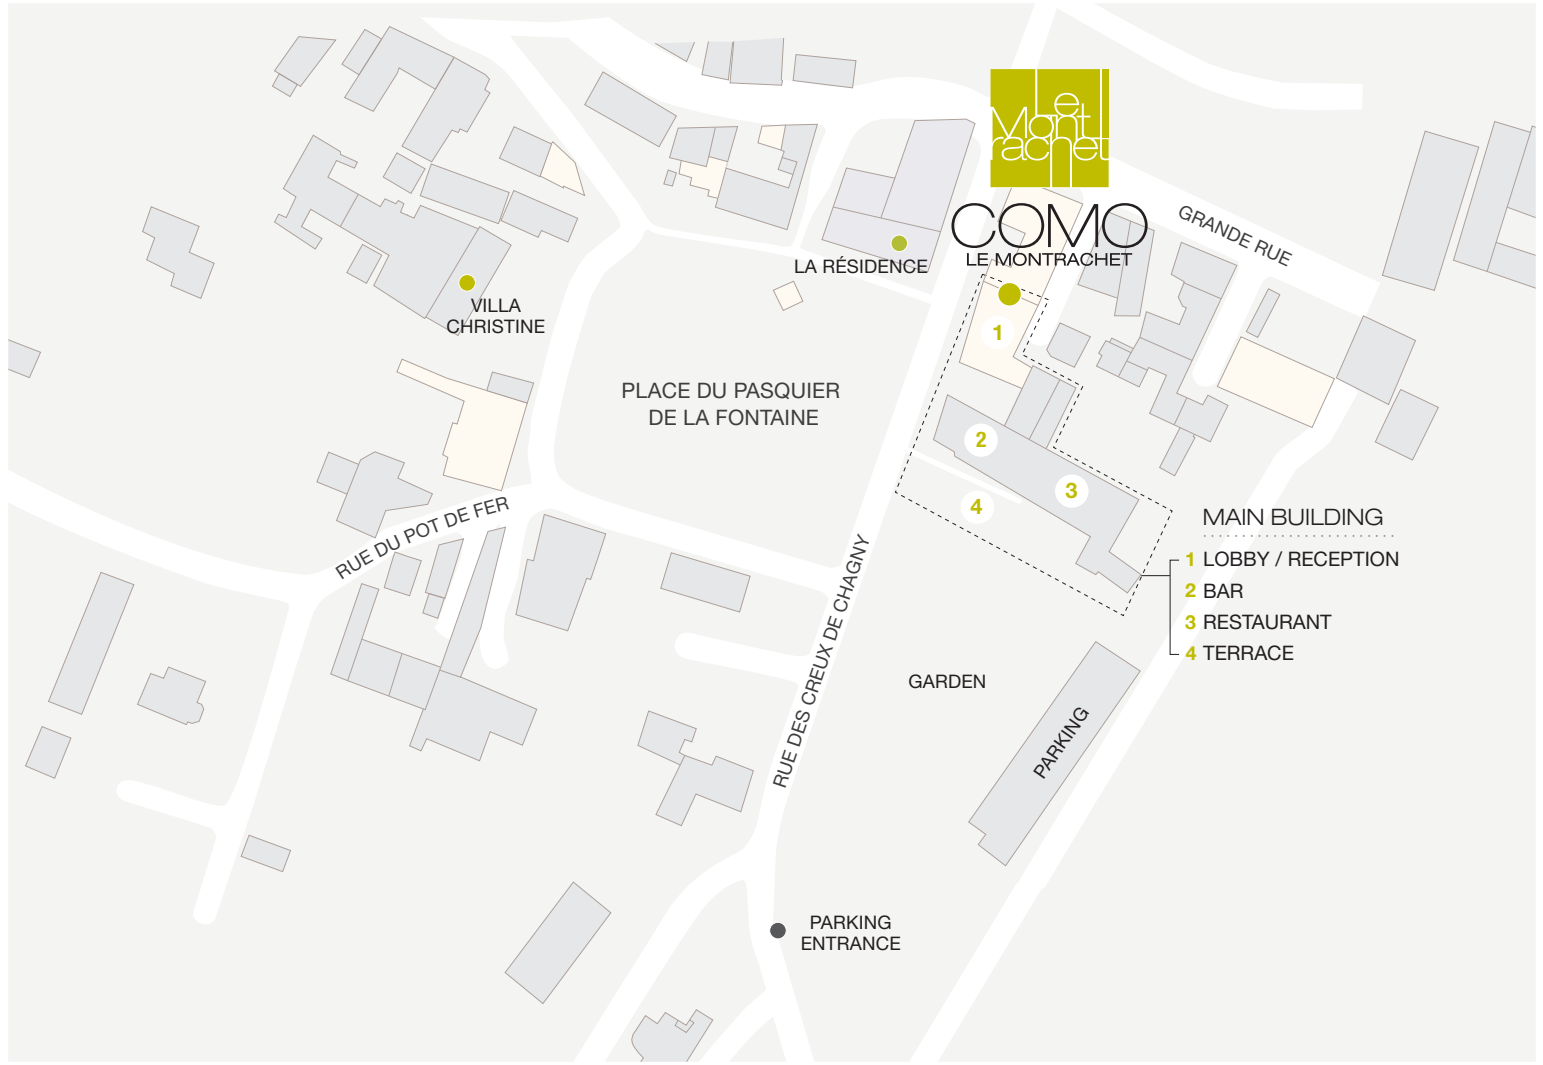 Le
Mont
rachet
COMO
LE MONTRACHET
GRANDE RUE
LA RÉSIDENCE
VILLA
CHRISTINE
1
PLACE DU PASQUIER
DE LA FONTAINE
2
3
4
RUE DU POT DE FER
RUE DES CREUX DE CHAGNY
MAIN BUILDING
1 LOBBY / RECEPTION
2 BAR
3 RESTAURANT
4 TERRACE
GARDEN
PARKING
PARKING
ENTRANCE